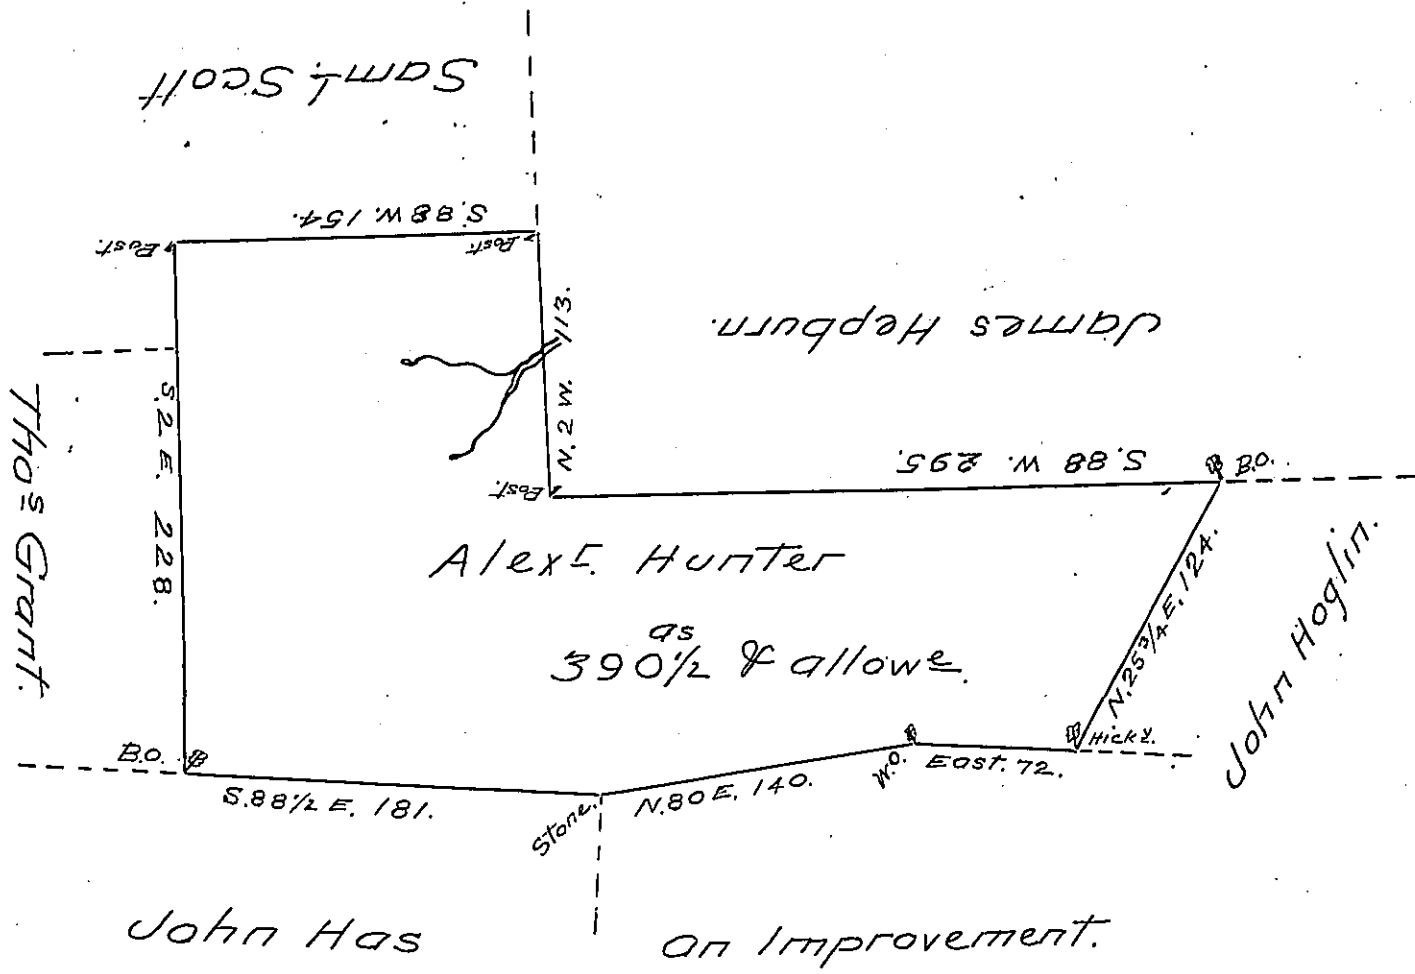 Sam.l Scott
S. 88 W. 154.
Post.
Post.
James Hepburn.
N. 2 W. 113.
S. 88 W. 295.
B.O.
Post.
Thos Grant.
S. 2 E. 228.
Alexr. Hunter
as
390½ & allowe.
N. 25¾ E. 124.
John Hoglin.
B.O.
S. 88½ E. 181.
Stone.
N. 80 E. 140.
W.O.
East. 72.
Hicky.
John Has
an Improvement.